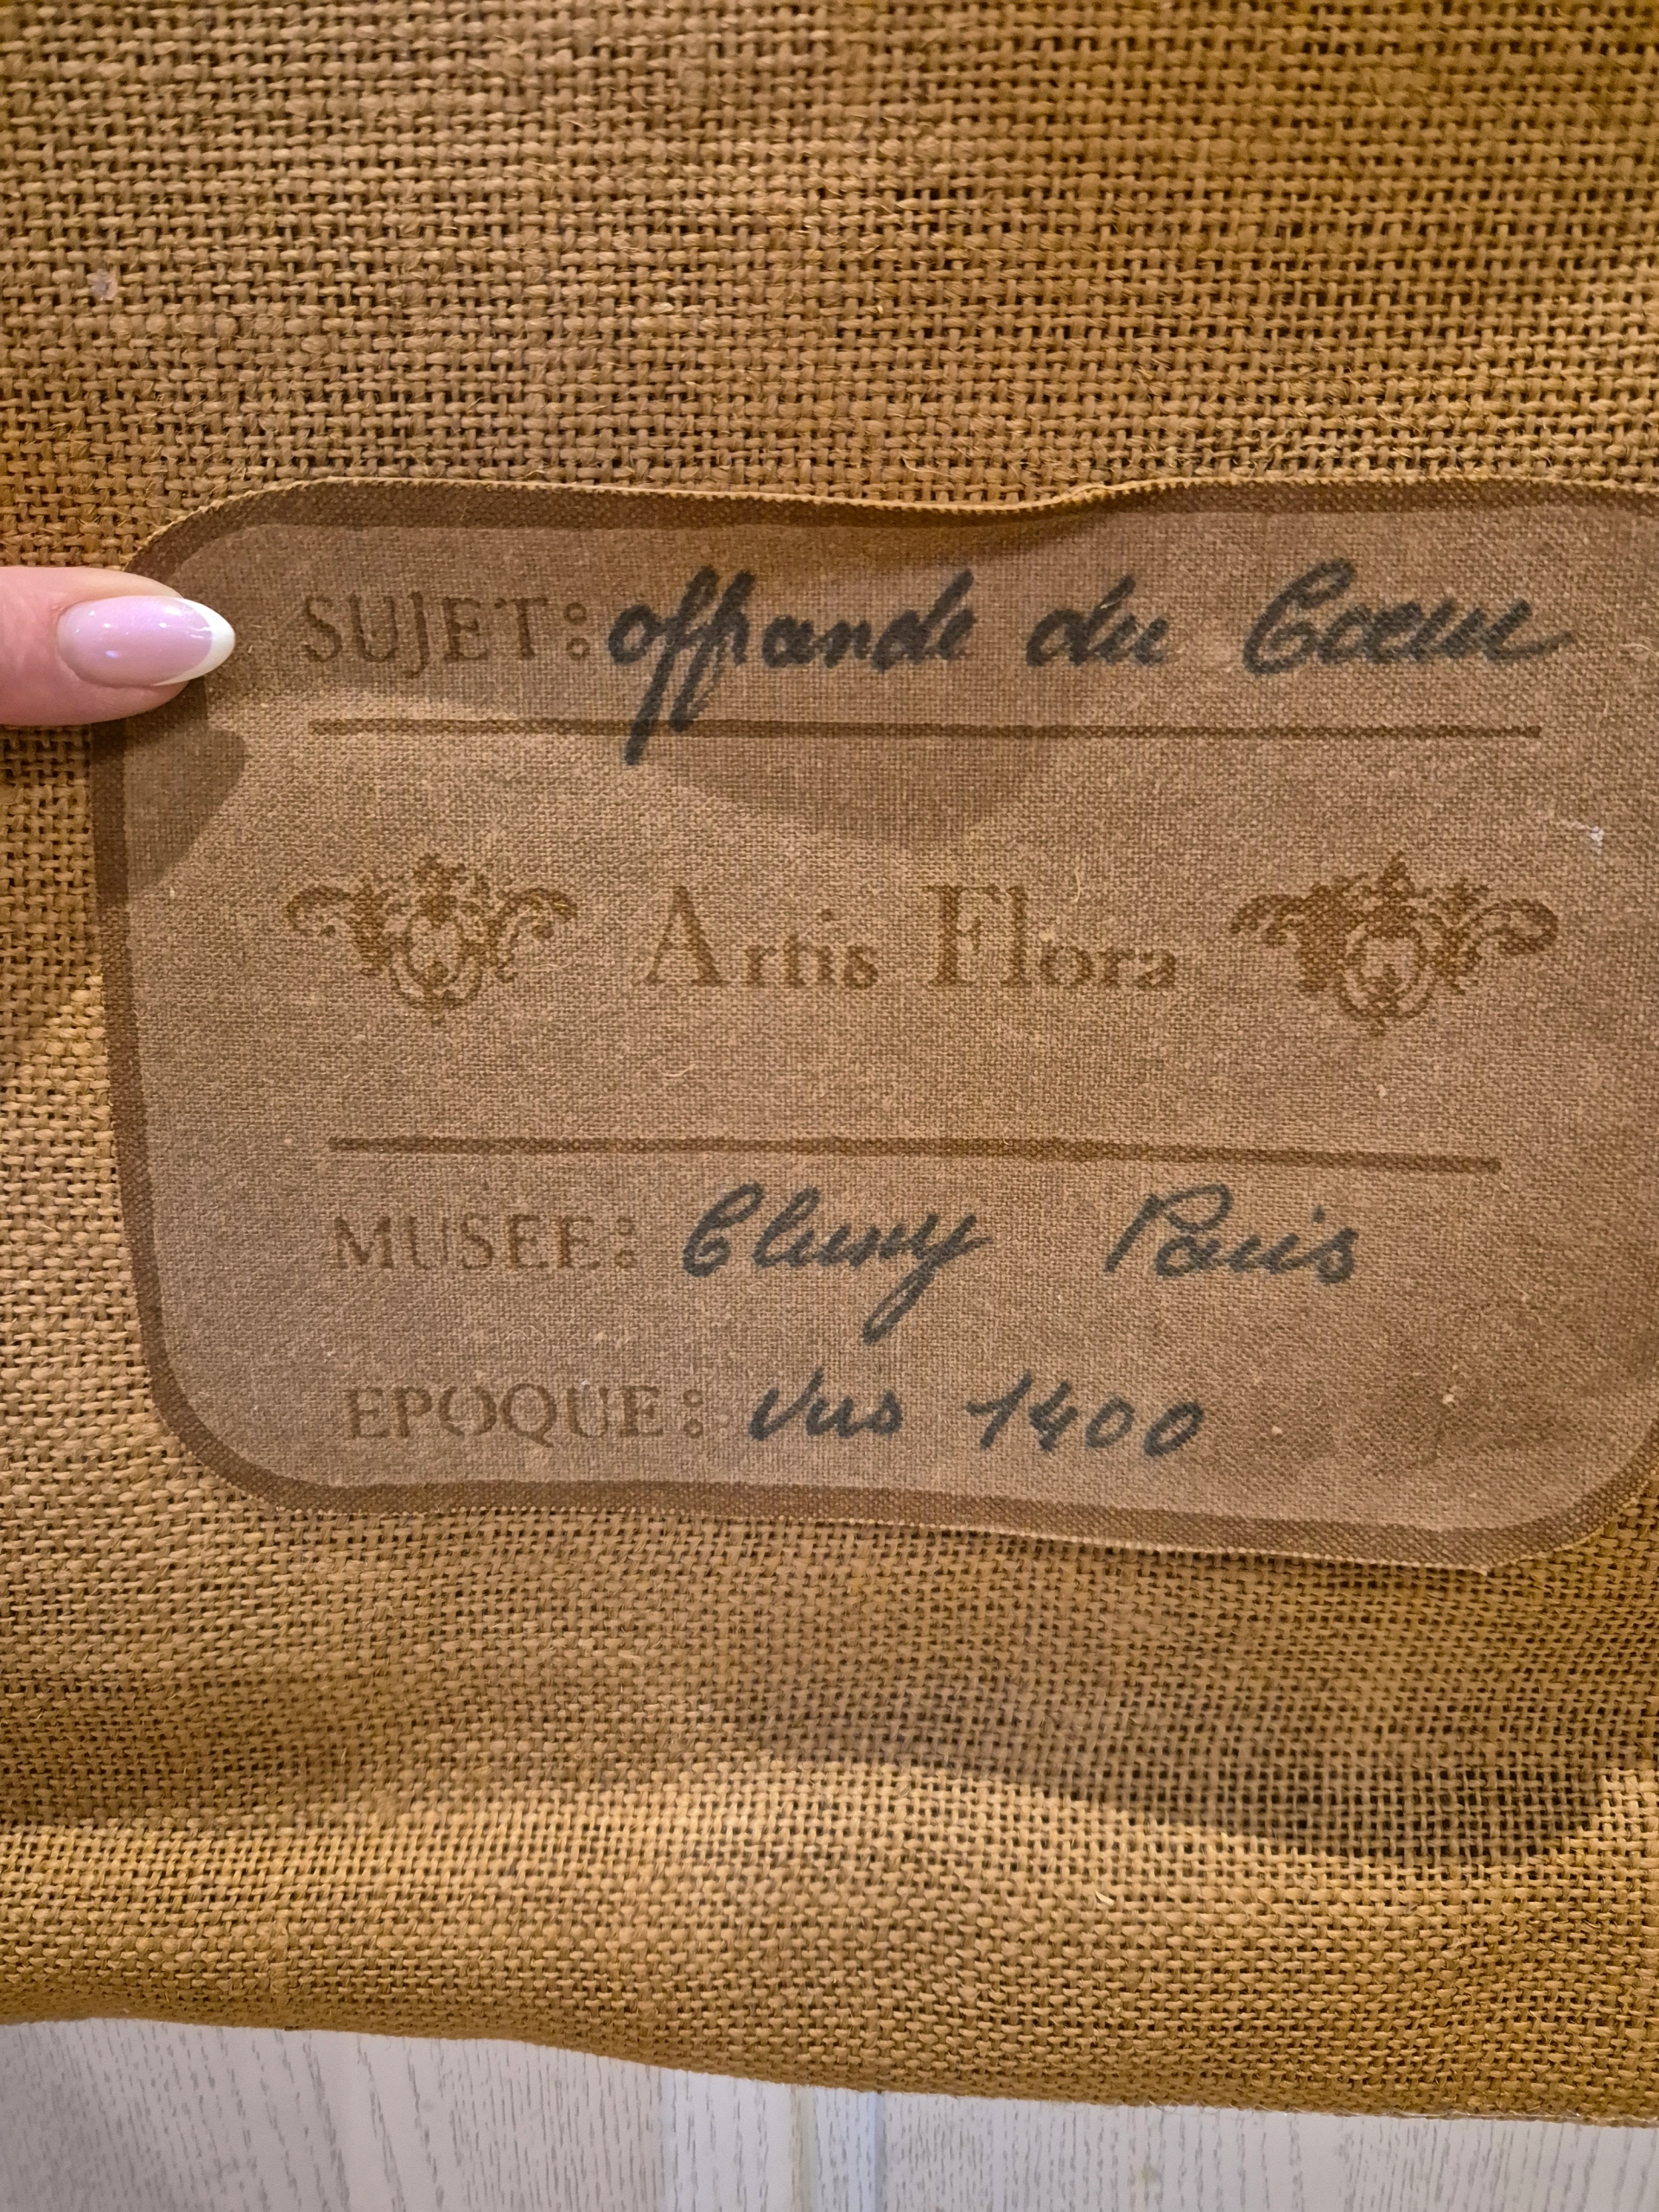 SUJET: offrande du Coeur
Artis Flora
MUSEE: Cluny Paris
EPOQUE: Vers 1400